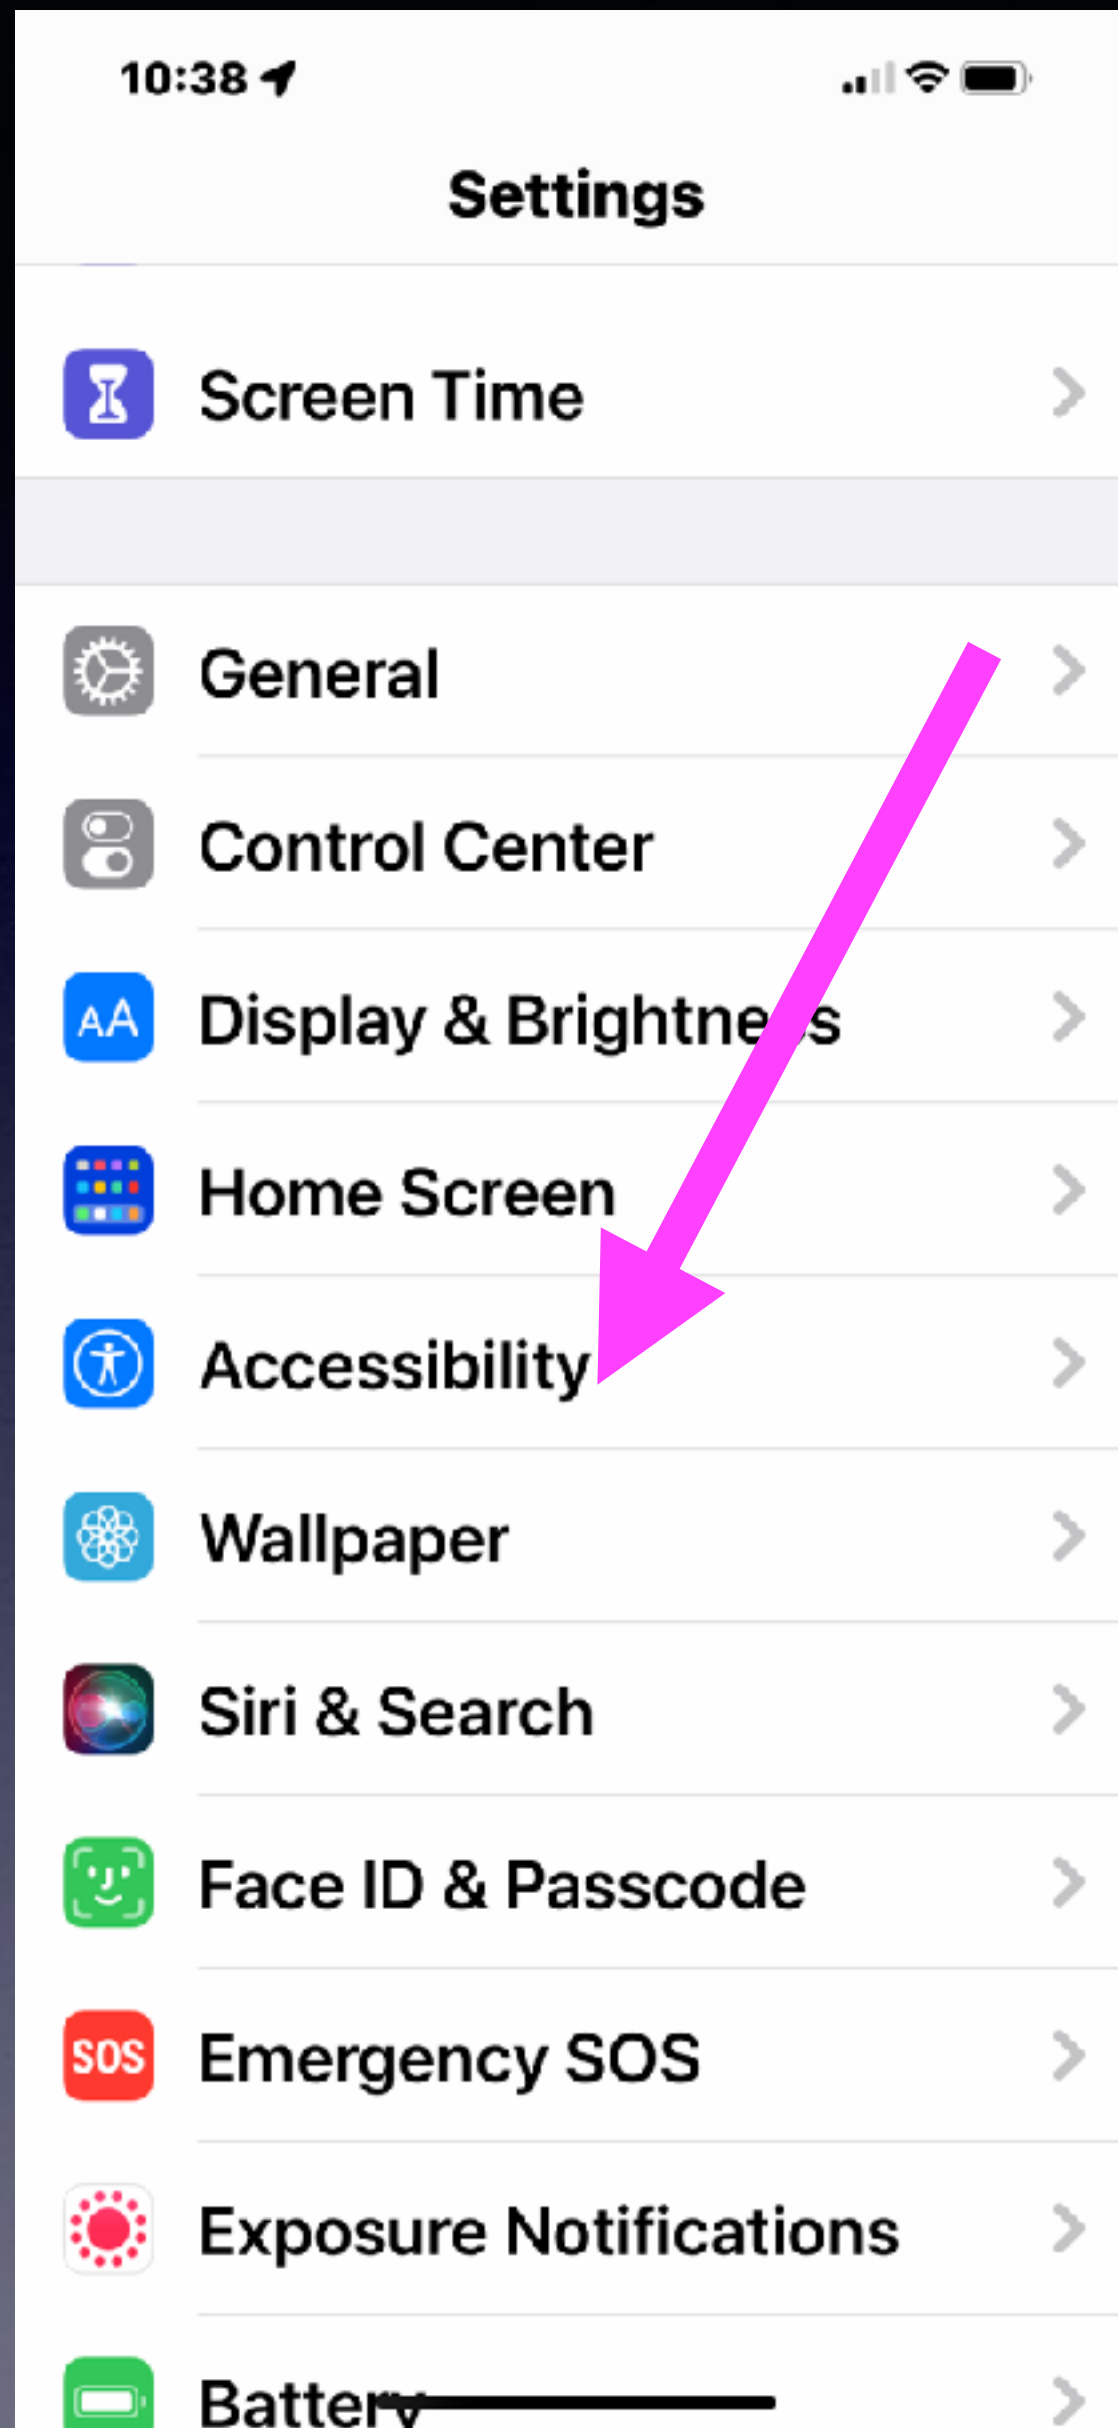 10:38
Settings
Screen Time
General
Control Center
AA Display & Brightness
Home Screen
Accessibility
Wallpaper
Siri & Search
Face ID & Passcode
SOS Emergency SOS
Exposure Notifications
Battery